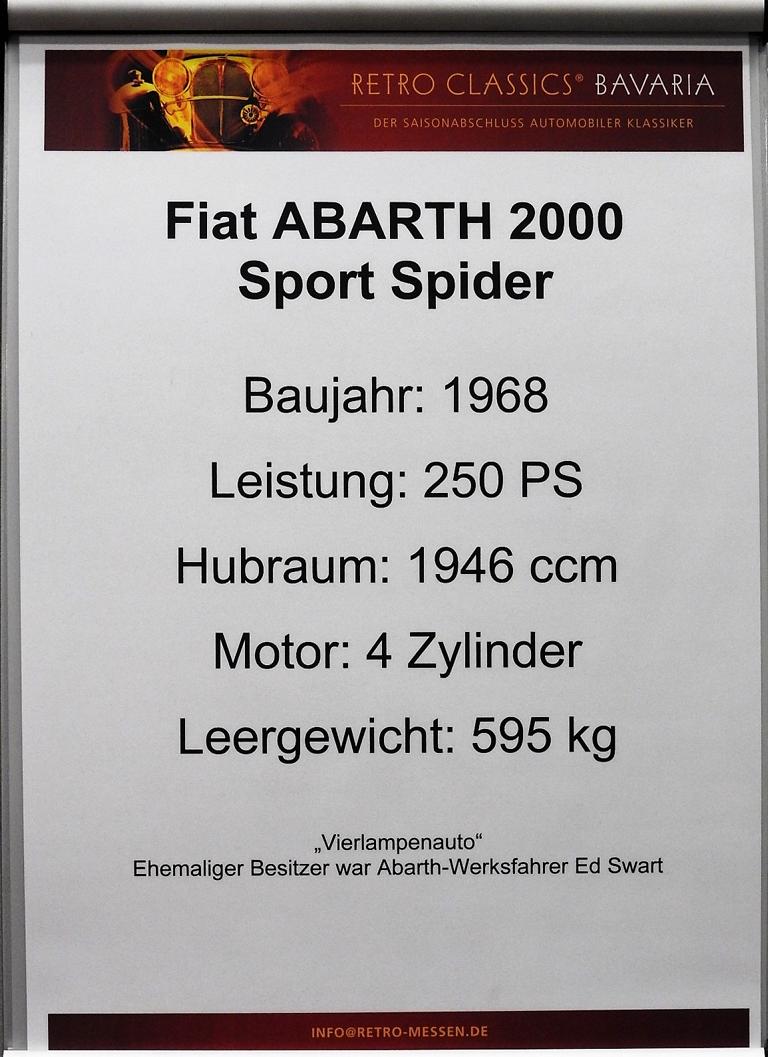 RETRO CLASSICS® BAVARIA
DER SAISONABSCHLUSS AUTOMOBILER KLASSIKER
Fiat ABARTH 2000
Sport Spider
Baujahr: 1968
Leistung: 250 PS
Hubraum: 1946 ccm
Motor: 4 Zylinder
Leergewicht: 595 kg
„Vierlampenauto“
Ehemaliger Besitzer war Abarth-Werksfahrer Ed Swart
INFO@RETRO-MESSEN.DE